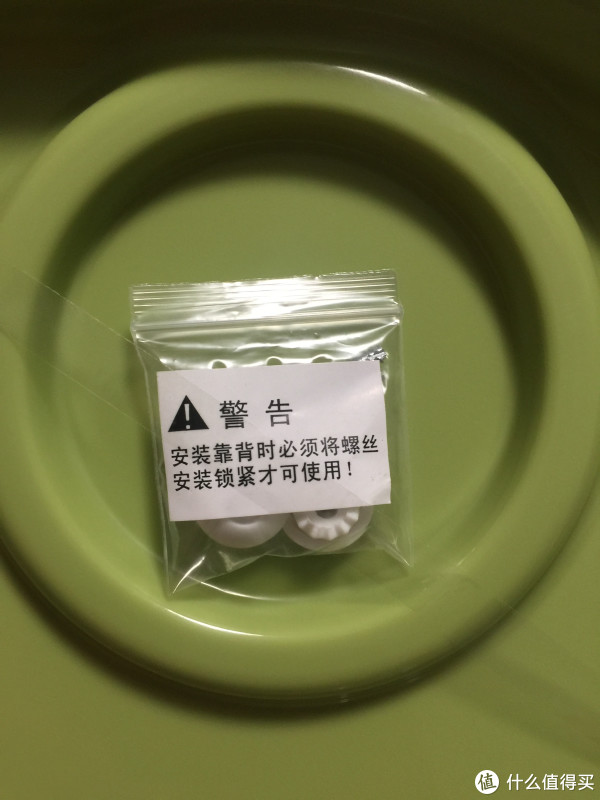 警告
安装靠背时必须将螺丝
安装锁紧才可使用！
值 什么值得买